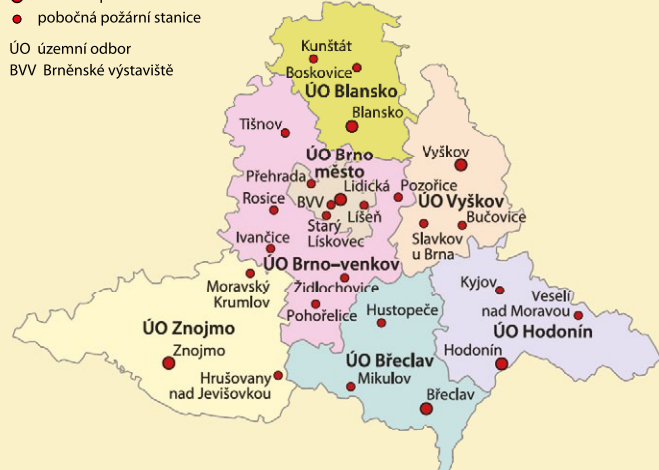 pobočná požární stanice
ÚO územní odbor
BVV Brněnské výstaviště
Kunštát
Boskovice
ÚO Blansko
Blansko
Tišnov
ÚO Brno
město
Vyškov
Přehrada
Lidická
Pozořice
Rosice
BVV
Líšeň
ÚO Vyškov
Bučovice
Starý
Lískovec
Slavkov
u Brna
Ivančice
ÚO Brno–venkov
Moravský
Krumlov
Židlochovice
Kyjov
Veselí
nad Moravou
Pohořelice
Hustopeče
ÚO Znojmo
ÚO Hodonín
Znojmo
ÚO Břeclav
Hodonín
Hrušovany
nad Jevišovkou
Mikulov
Břeclav